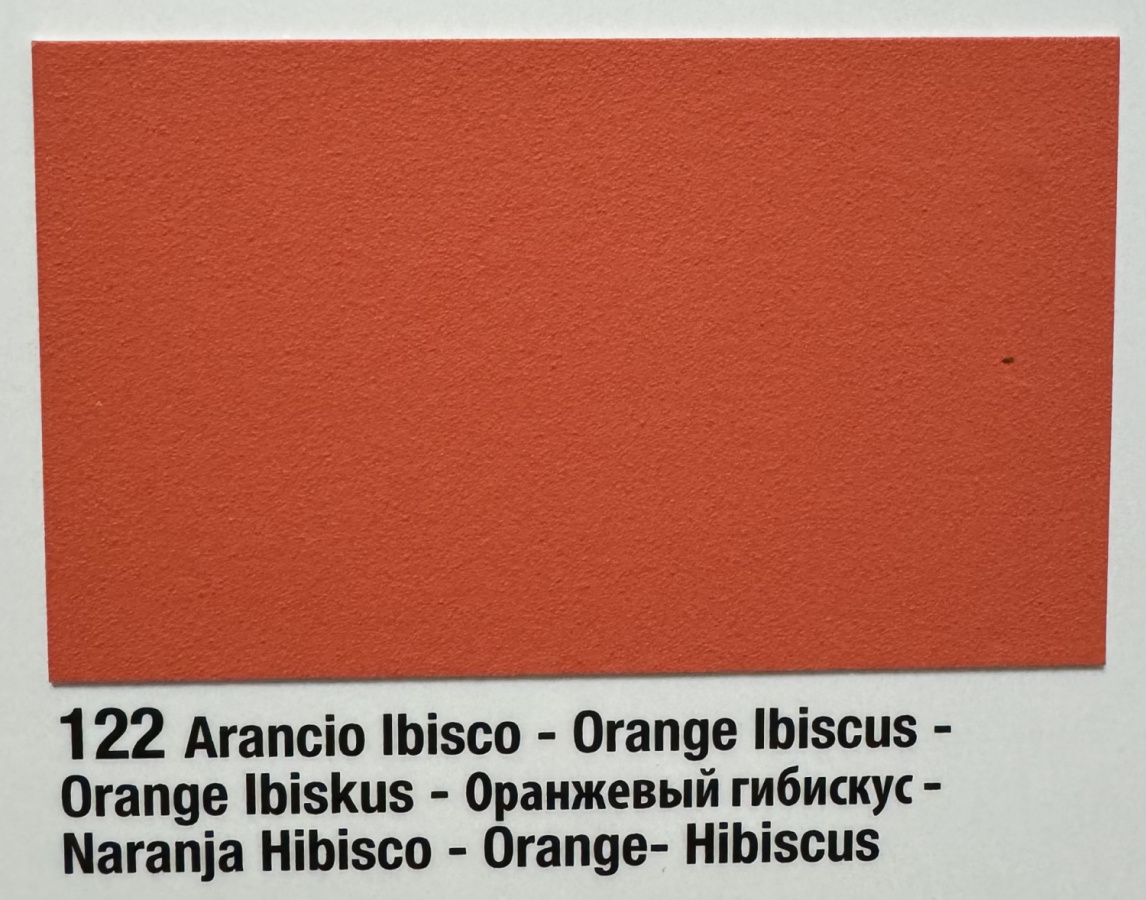 122 Arancio Ibisco - Orange Ibiscus -
Orange Ibiskus - Оранжевый гибискус -
Naranja Hibisco - Orange- Hibiscus